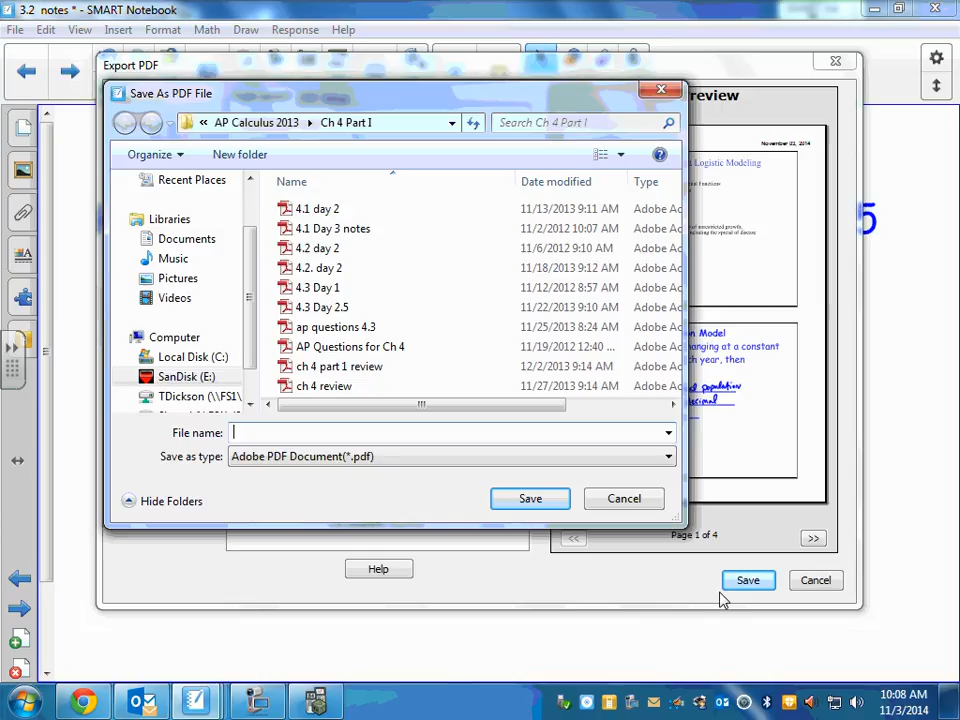 3.2 notes * - SMART Notebook
File Edit View Insert Format Math Draw Response Help
Export PDF
Save As PDF File
review
« AP Calculus 2013 Ch 4 Part I
Search Ch 4 Part I
Organize New folder
November 03, 2014
Logistic Modeling
Recent Places
Libraries
Documents
Music
Pictures
Videos
Computer
Local Disk (C:)
SanDisk (E:)
TDickson (\\FS1\
Name Date modified Type
4.1 day 2 11/13/2013 9:11 AM Adobe Ac
4.1 Day 3 notes 11/2/2012 10:07 AM Adobe Ac
4.2 day 2 11/6/2012 9:10 AM Adobe Ac
4.2. day 2 11/18/2013 9:12 AM Adobe Ac
4.3 Day 1 11/12/2012 8:57 AM Adobe Ac
4.3 Day 2.5 11/22/2013 9:10 AM Adobe Ac
ap questions 4.3 11/25/2013 8:24 AM Adobe Ac
AP Questions for Ch 4 11/19/2012 12:40 ... Adobe Ac
ch 4 part 1 review 12/2/2013 9:14 AM Adobe Ac
ch 4 review 11/27/2013 9:14 AM Adobe Ac
5
n Model
hanging at a constant
ch year, then
population
decimal
File name:
Save as type: Adobe PDF Document(*.pdf)
Hide Folders
Save Cancel
<< Page 1 of 4 >>
Help
Save Cancel
10:08 AM
11/3/2014